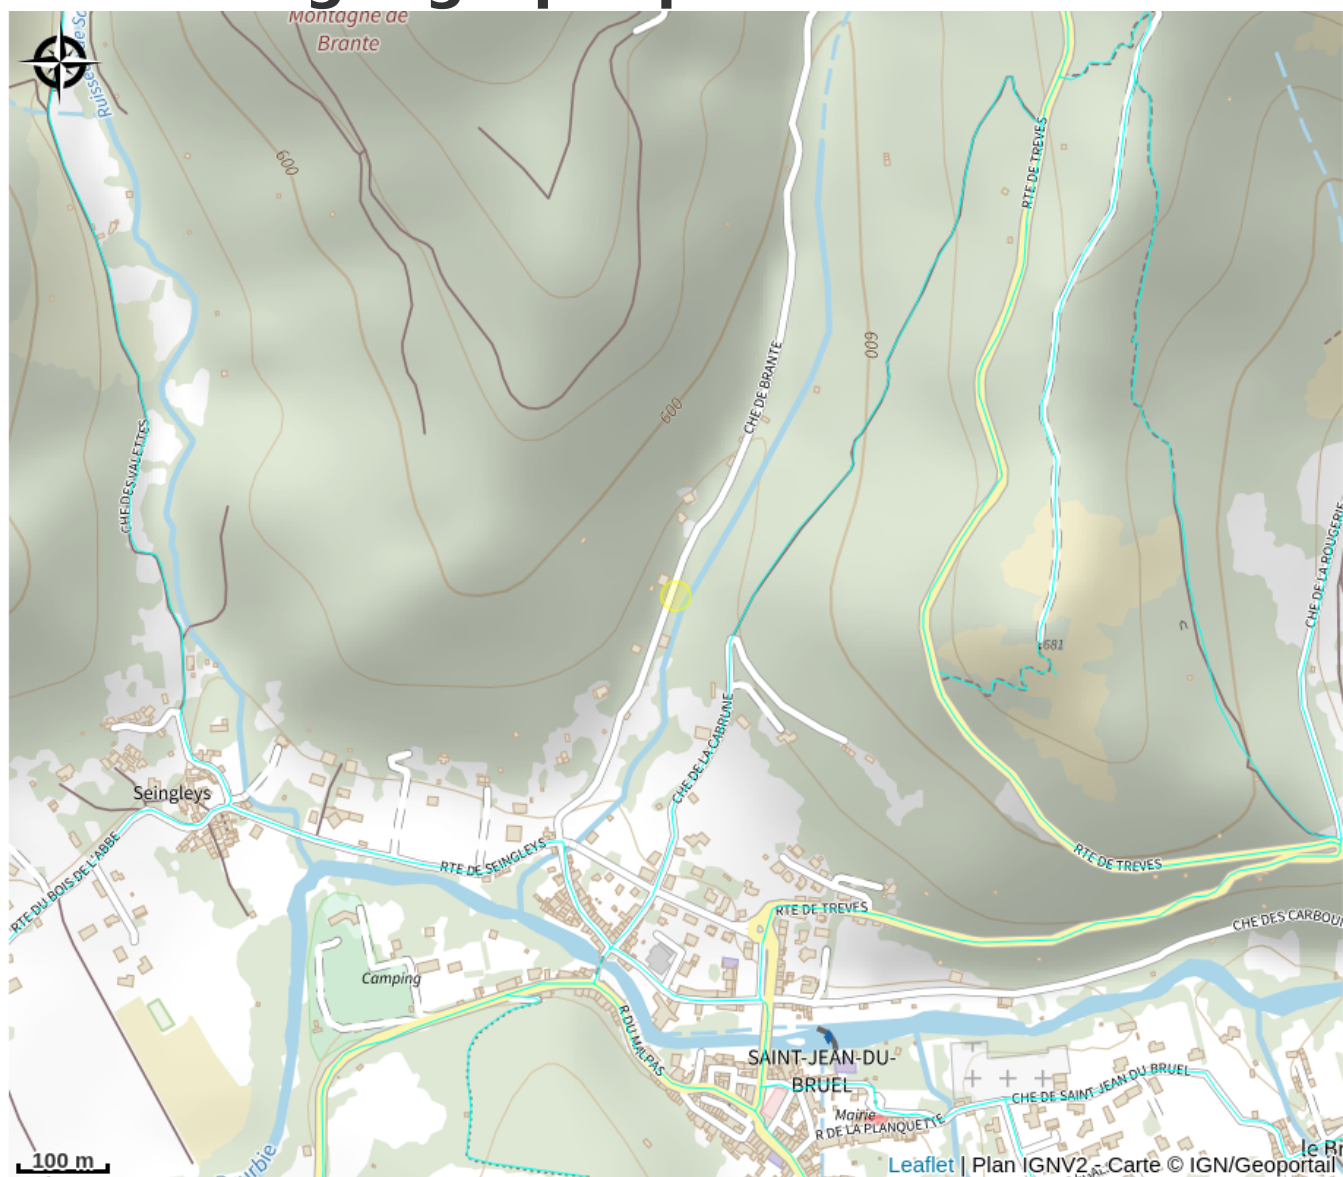 Montagne de
Brante
600
RTE DE TREVES
600
CHE DE BRANTE
600
CHE DES VALETTES
CHE DE LA ROUGERIE
681
CHE DE LA CABRUNE
Seingleys
RTE DU BOIS DE L'ABBE
RTE DE SEINGLEYS
RTE DE TREVES
RTE DE TREVES
Camping
R DU MALPAS
SAINT-JEAN-DU-
BRUEL
CHE DE SAINT JEAN DU BRUEL
Mairie
R DE LA PLANQUETTE
100 m
Leaflet | Plan IGNV2 - Carte © IGN/Geoportail